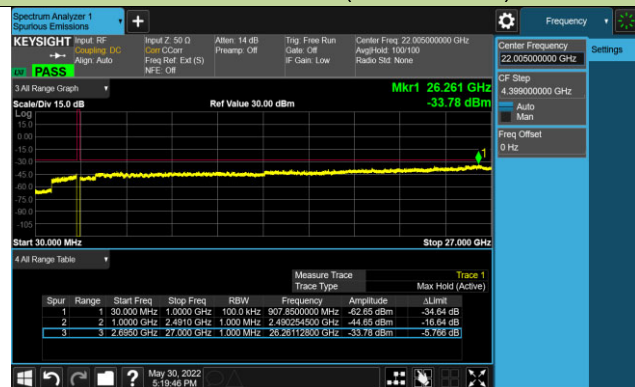 Spectrum Analyzer 1
Spurious Emissions
Frequency
KEYSIGHT
Input: RF
Coupling: DC
Align: Auto
Input Z: 50 Ω
Corr CCorr
Freq Ref: Ext (S)
NFE: Off
Atten: 14 dB
Preamp: Off
Trig: Free Run
Gate: Off
IF Gain: Low
Center Freq: 22.005000000 GHz
Avg|Hold: 100/100
Radio Std: None
PASS
Center Frequency
22.005000000 GHz
Settings
CF Step
4.399000000 GHz
Auto
Man
Freq Offset
0 Hz
3 All Range Graph
Mkr1 26.261 GHz
Scale/Div 15.0 dB
Ref Value 30.00 dBm
-33.78 dBm
Log
15.0
0.00
-15.0
-30.0
-45.0
-60.0
-75.0
-90.0
-105
1
Start 30.000 MHz
Stop 27.000 GHz
4 All Range Table
Measure Trace Trace 1
Trace Type Max Hold (Active)
Spur Range Start Freq Stop Freq RBW Frequency Amplitude ΔLimit
1 1 30.000 MHz 1.0000 GHz 100.0 kHz 907.8500000 MHz -62.65 dBm -34.64 dB
2 2 1.0000 GHz 2.4910 GHz 1.000 MHz 2.490254500 GHz -44.65 dBm -16.64 dB
3 3 2.6950 GHz 27.000 GHz 1.000 MHz 26.26112800 GHz -33.78 dBm -5.766 dB
?
May 30, 2022
5:19:46 PM